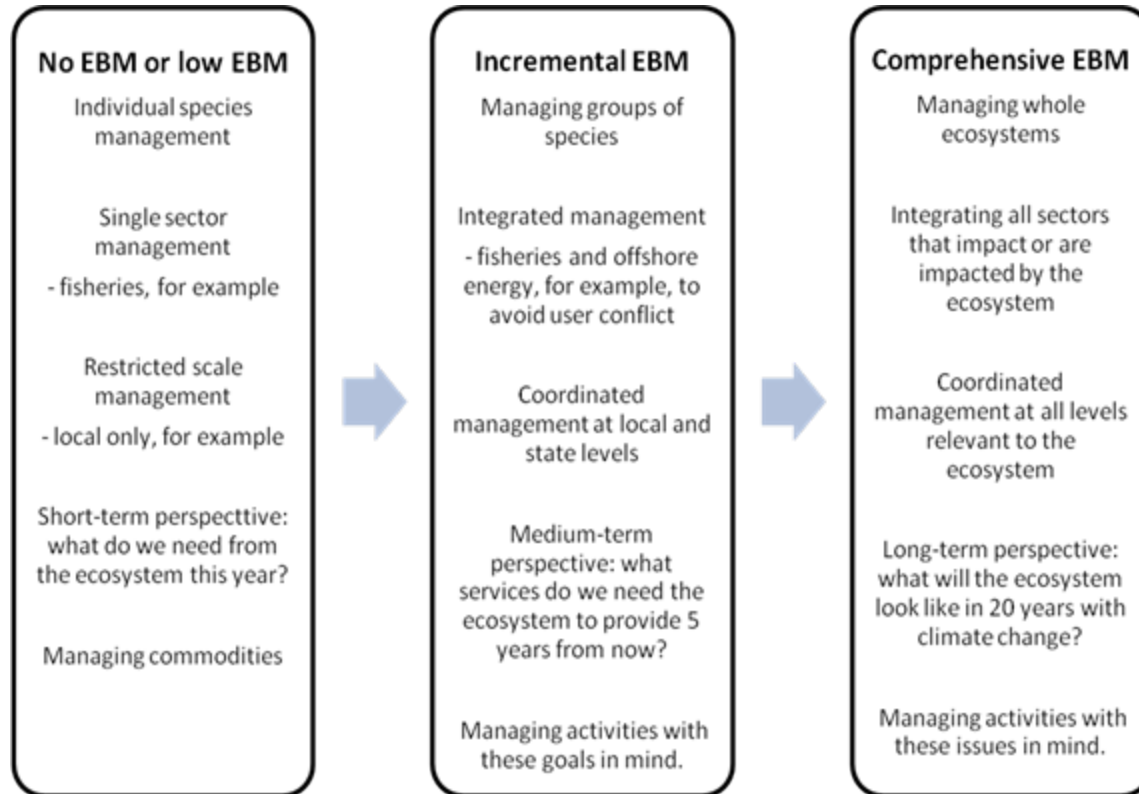 No EBM or low EBM
Individual species
management
Single sector
management
- fisheries, for example
Restricted scale
management
- local only, for example
Short-term perspecttive:
what do we need from
the ecosystem this year?
Managing commodities
Incremental EBM
Managing groups of
species
Integrated management
- fisheries and offshore
energy, for example, to
avoid user conflict
Coordinated
management at local and
state levels
Medium-term
perspective: what
services do we need the
ecosystem to provide 5
years from now?
Managing activities with
these goals in mind.
Comprehensive EBM
Managing whole
ecosystems
Integrating all sectors
that impact or are
impacted by the
ecosystem
Coordinated
management at all levels
relevant to the
ecosystem
Long-term perspective:
what will the ecosystem
look like in 20 years with
climate change?
Managing activities with
these issues in mind.